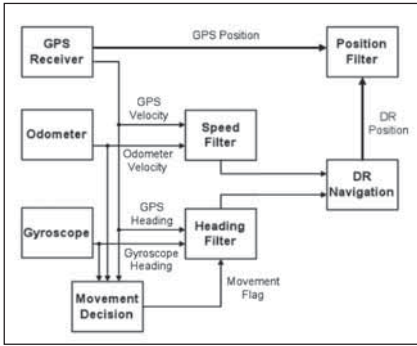 GPS
Receiver
GPS Position
Position
Filter
GPS
Velocity
Odometer
Odometer
Velocity
Speed
Filter
DR
Position
DR
Navigation
GPS
Heading
Gyroscope
Gyroscope
Heading
Heading
Filter
Movement
Decision
Movement
Flag